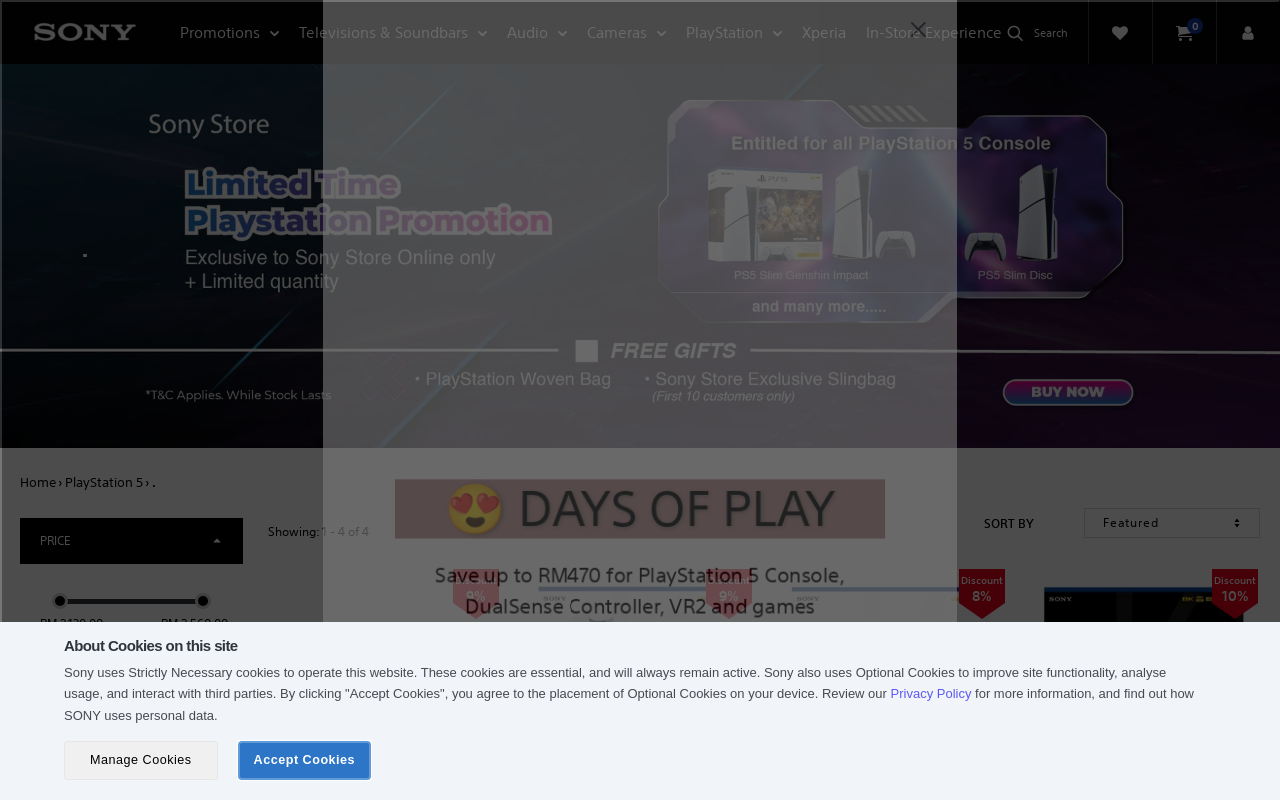 SONY
Promotions
Televisions & Soundbars
Audio
Cameras
PlayStation
Xperia
In-Store Experience
Search
0
Sony Store
Limited Time
Playstation Promotion
Exclusive to Sony Store Online only
+ Limited quantity
Entitled for all PlayStation 5 Console
PS5 Slim Genshin Impact
PS5 Slim Disc
and many more.....
FREE GIFTS
• PlayStation Woven Bag
• Sony Store Exclusive Slingbag
(First 10 customers only)
*T&C Applies. While Stock Lasts
BUY NOW
Home › PlayStation 5 › .
PRICE
Showing: 1 - 4 of 4
SORT BY
Featured
😍 DAYS OF PLAY
Save up to RM470 for PlayStation 5 Console,
DualSense Controller, VR2 and games
Discount
9%
Discount
9%
Discount
8%
Discount
10%
SONY
About Cookies on this site
Sony uses Strictly Necessary cookies to operate this website. These cookies are essential, and will always remain active. Sony also uses Optional Cookies to improve site functionality, analyse
usage, and interact with third parties. By clicking "Accept Cookies", you agree to the placement of Optional Cookies on your device. Review our Privacy Policy for more information, and find out how
SONY uses personal data.
Manage Cookies
Accept Cookies